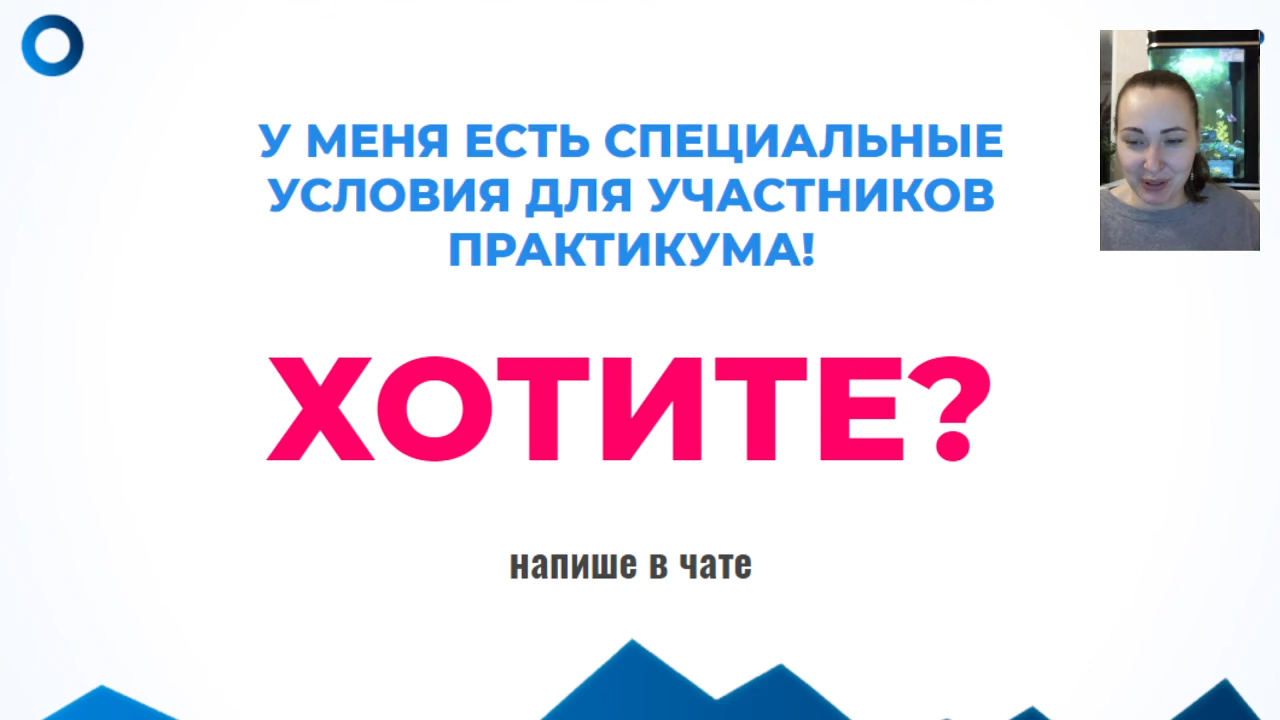 У МЕНЯ ЕСТЬ СПЕЦИАЛЬНЫЕ
УСЛОВИЯ ДЛЯ УЧАСТНИКОВ
ПРАКТИКУМА!
ХОТИТЕ?
напише в чате